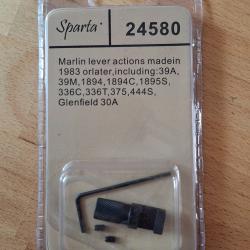 Sparta
24580
Marlin lever actions madein
1983 orlater,including:39A,
39M,1894,1894C,1895S,
336C,336T,375,444S,
Glenfield 30A